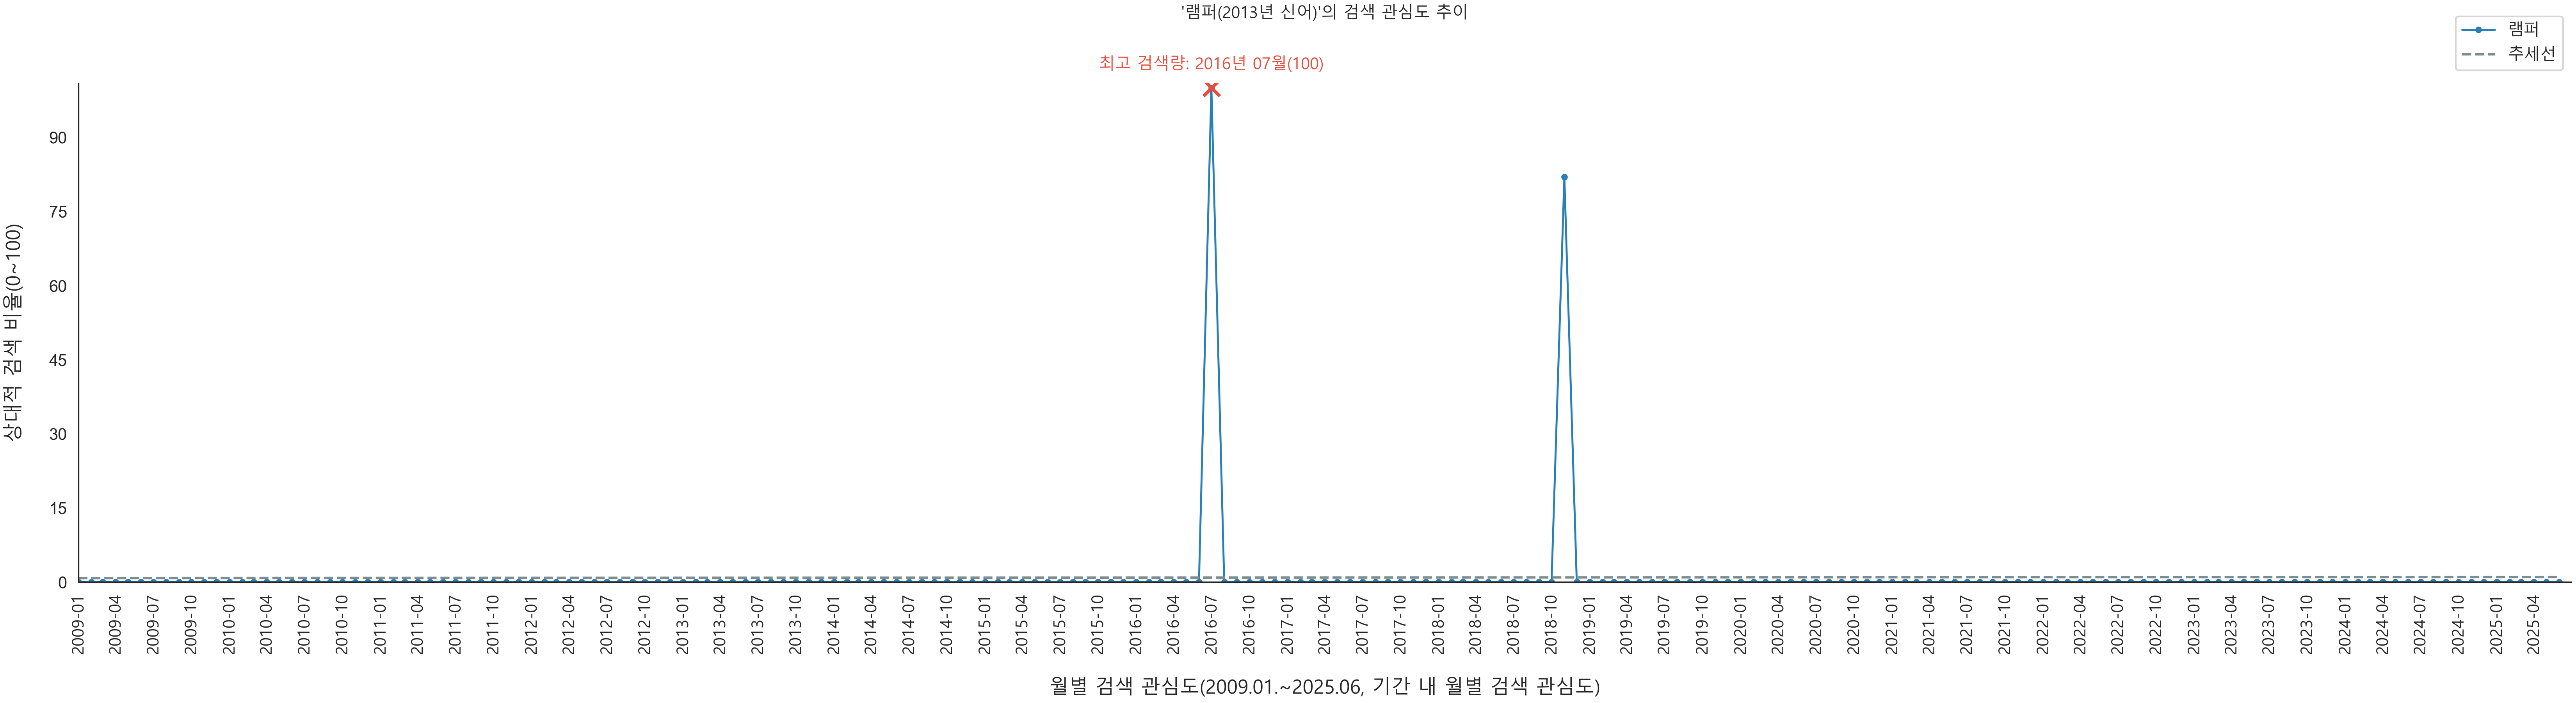 '램퍼(2013년 신어)'의 검색 관심도 추이
램퍼
추세선
최고 검색량: 2016년 07월(100)
상대적 검색 비율(0~100)
90
75
60
45
30
15
0
2009-01 2009-04 2009-07 2009-10 2010-01 2010-04 2010-07 2010-10 2011-01 2011-04 2011-07 2011-10 2012-01 2012-04 2012-07 2012-10 2013-01 2013-04 2013-07 2013-10 2014-01 2014-04 2014-07 2014-10 2015-01 2015-04 2015-07 2015-10 2016-01 2016-04 2016-07 2016-10 2017-01 2017-04 2017-07 2017-10 2018-01 2018-04 2018-07 2018-10 2019-01 2019-04 2019-07 2019-10 2020-01 2020-04 2020-07 2020-10 2021-01 2021-04 2021-07 2021-10 2022-01 2022-04 2022-07 2022-10 2023-01 2023-04 2023-07 2023-10 2024-01 2024-04 2024-07 2024-10 2025-01 2025-04
월별 검색 관심도(2009.01.~2025.06, 기간 내 월별 검색 관심도)